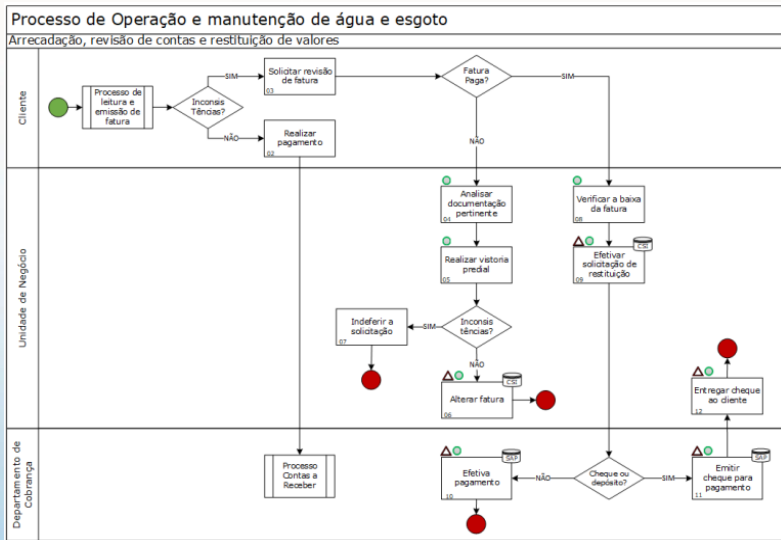 Processo de Operação e manutenção de água e esgoto
Arrecadação, revisão de contas e restituição de valores
Cliente
Processo de
leitura e
emissão de
fatura
Inconsis
Tências?
SIM
Solicitar revisão
de fatura
03
NÃO
Realizar
pagamento
02
Fatura
Paga?
SIM
NÃO
Unidade de Negócio
Analisar
documentação
pertinente
04
Verificar a baixa
da fatura
08
Realizar vistoria
predial
05
CSI
Efetivar
solicitação de
restituição
09
Indeferir a
solicitação
07
SIM
Inconsis
tências?
NÃO
CSI
Alterar fatura
06
Entregar cheque
ao cliente
12
Departamento de
Cobrança
Processo
Contas a
Receber
SAP
Efetiva
pagamento
10
NÃO
Cheque ou
depósito?
SIM
SAP
Emitir
cheque para
pagamento
11